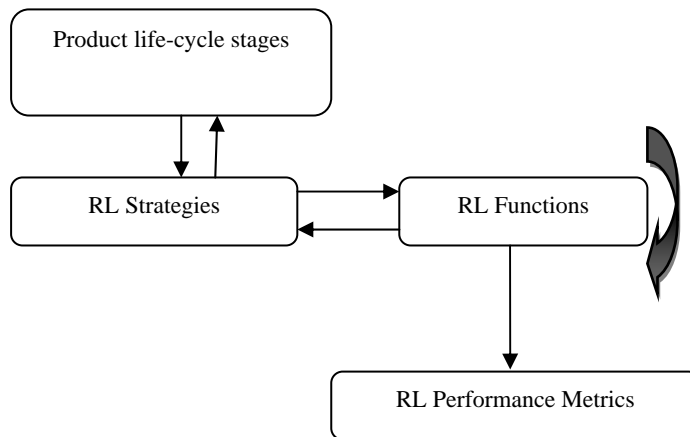 Product life-cycle stages
RL Strategies
RL Functions
RL Performance Metrics